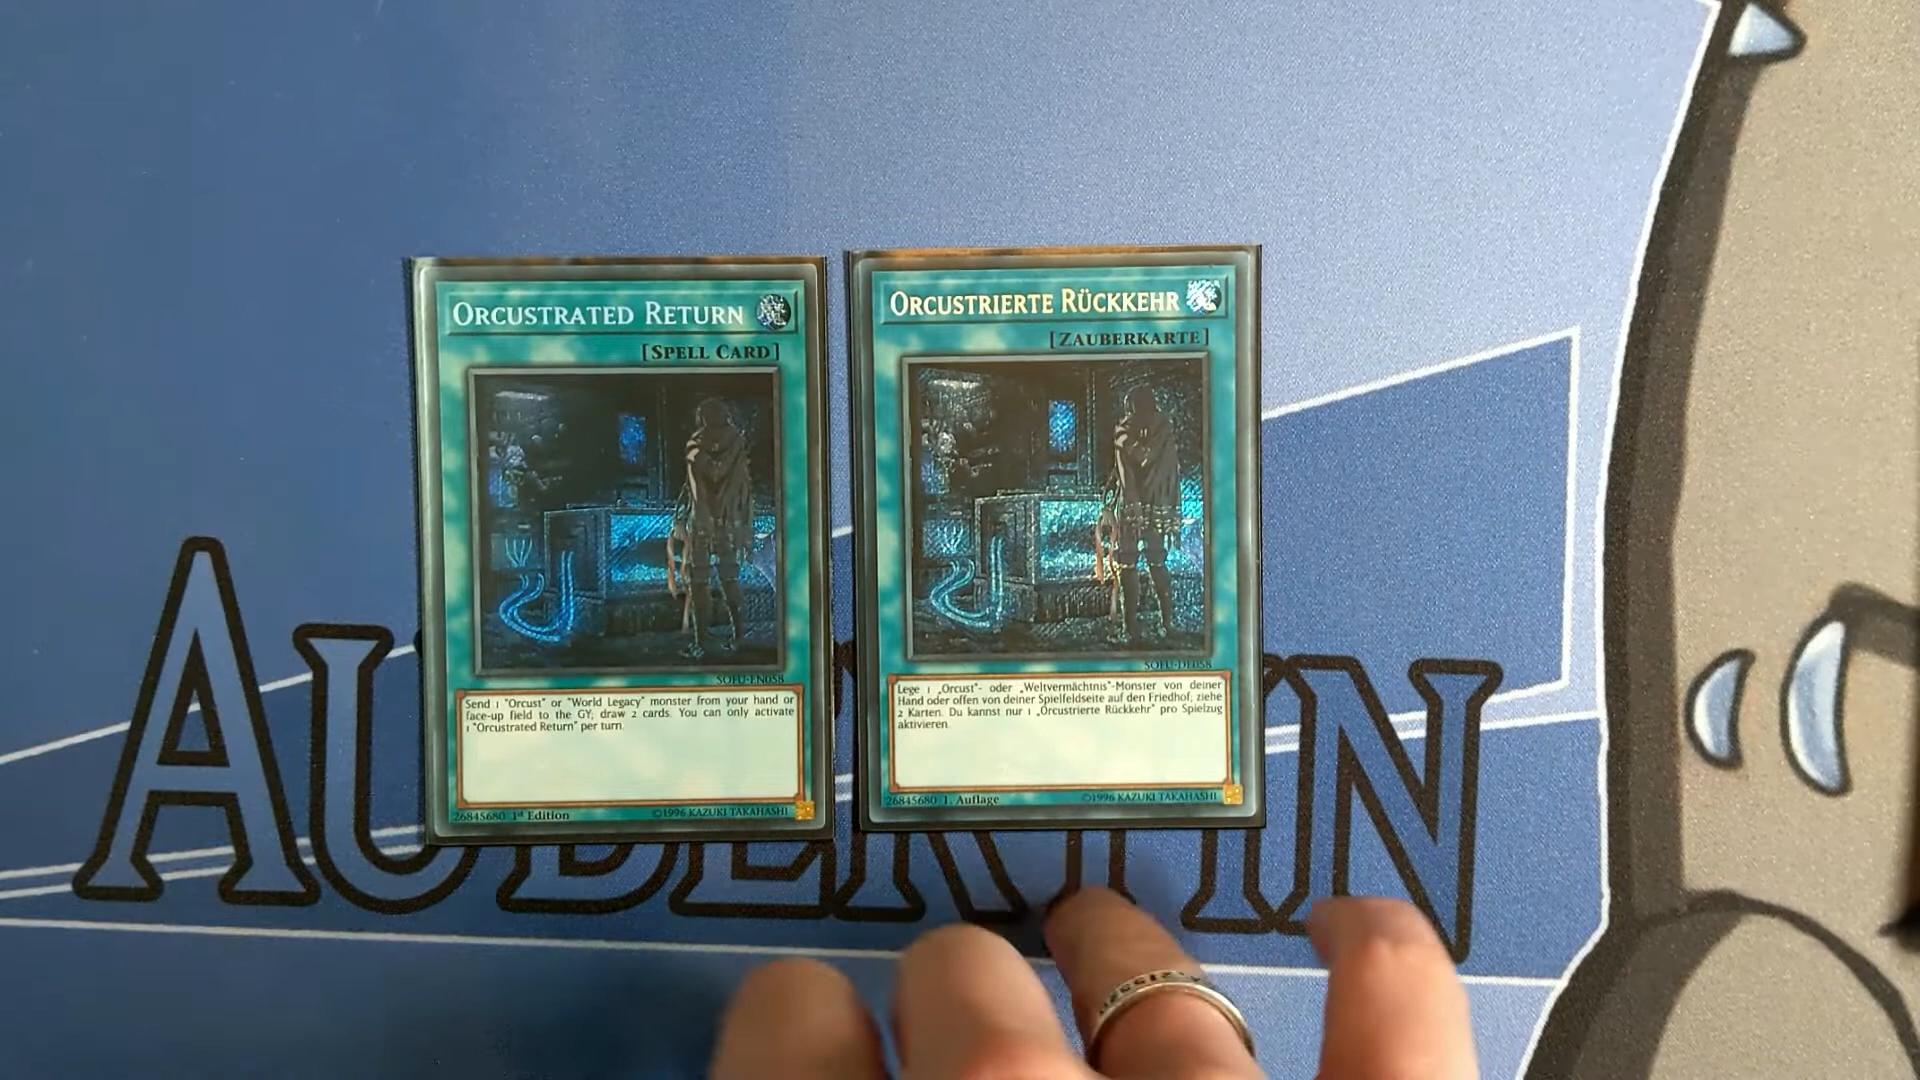 ORCUSTRATED RETURN
[SPELL CARD]
SOFU-EN058
Send 1 "Orcust" or "World Legacy" monster from your hand or
face-up field to the GY; draw 2 cards. You can only activate
1 "Orcustrated Return" per turn.
26845680 1st Edition ©1996 KAZUKI TAKAHASHI
ORCUSTRIERTE RÜCKKEHR
[ZAUBERKARTE]
SOFU-DE058
Lege 1 „Orcust"- oder „Weltvermächtnis"-Monster von deiner
Hand oder offen von deiner Spielfeldseite auf den Friedhof, ziehe
2 Karten. Du kannst nur 1 „Orcustrierte Rückkehr" pro Spielzug
aktivieren.
26845680 1. Auflage ©1996 KAZUKI TAKAHASHI